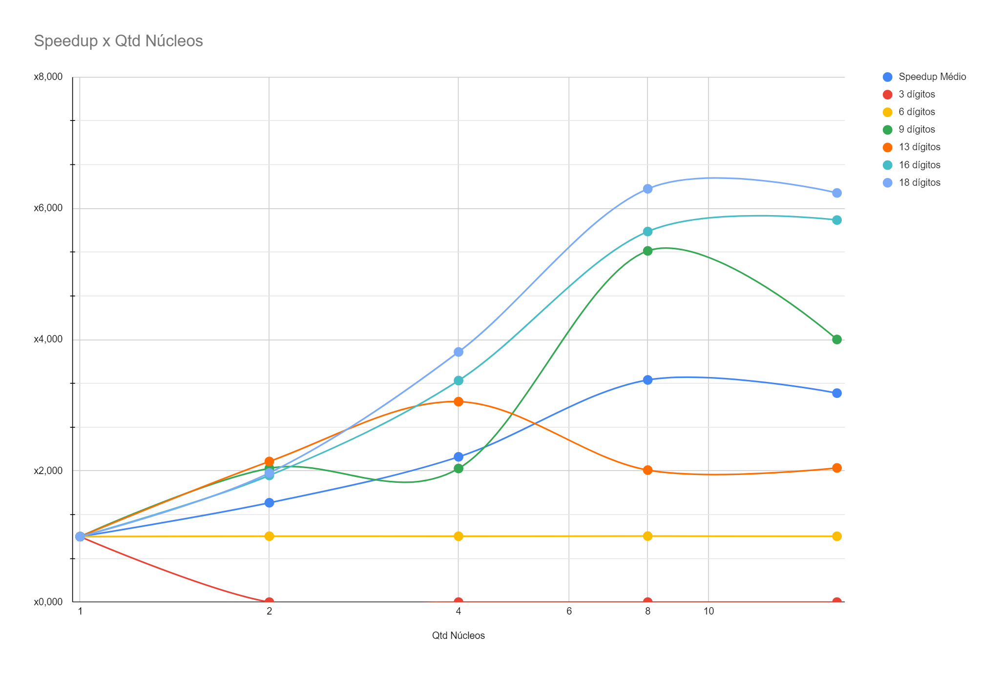 Speedup x Qtd Núcleos
x8,000
x6,000
x4,000
x2,000
x0,000
1 2 4 6 8 10
Qtd Núcleos
Speedup Médio
3 dígitos
6 dígitos
9 dígitos
13 dígitos
16 dígitos
18 dígitos